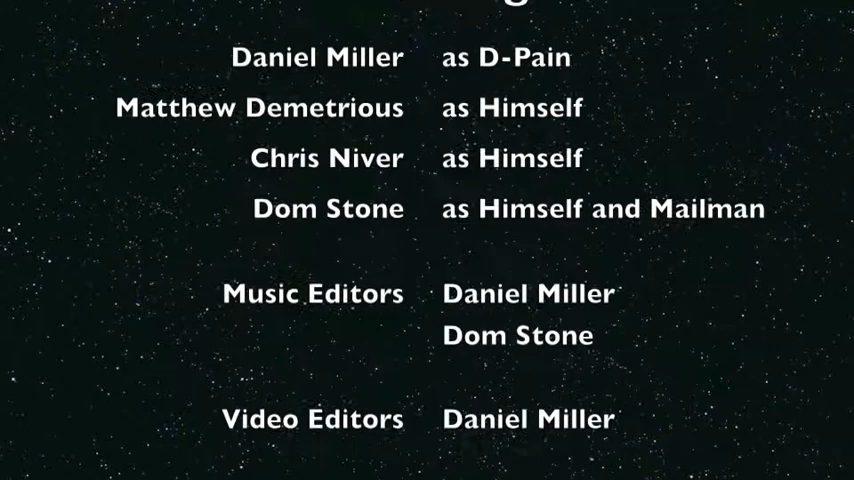 Daniel Miller as D-Pain
Matthew Demetrious as Himself
Chris Niver as Himself
Dom Stone as Himself and Mailman
Music Editors Daniel Miller
Dom Stone
Video Editors Daniel Miller